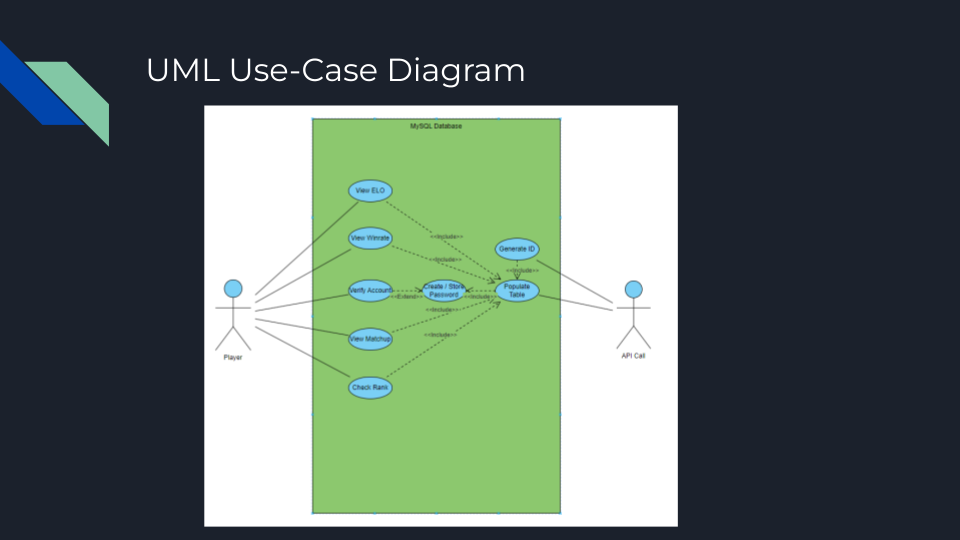 UML Use-Case Diagram
MySQL Database
View ELO
View Winrate
<<Include>>
Generate ID
<<Include>>
<<Include>>
Verify Account
<<Extend>>
Create / Store
Password
<<Include>>
Populate
Table
<<Include>>
View Matchup
<<Include>>
Player
API Call
Check Rank